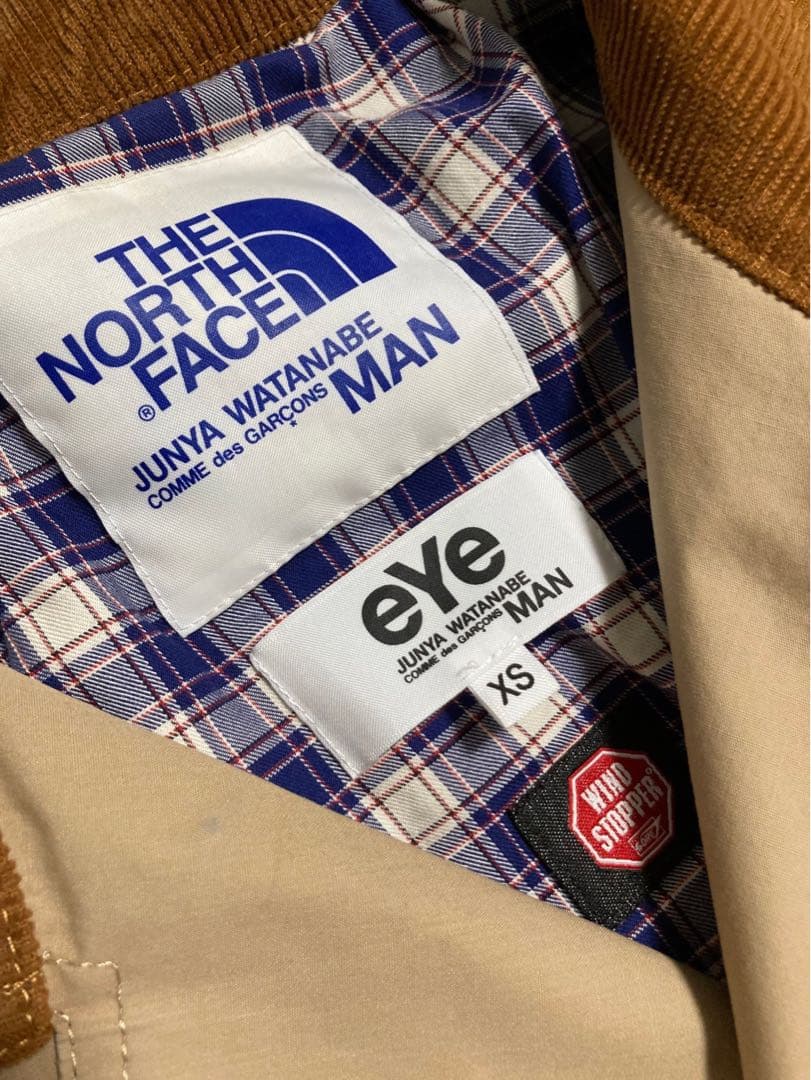 THE
NORTH
FACE
®
JUNYA WATANABE MAN
COMME des GARÇONS
*
eYe
JUNYA WATANABE MAN
COMME des GARÇONS
XS
WIND
STOPPER
GORE